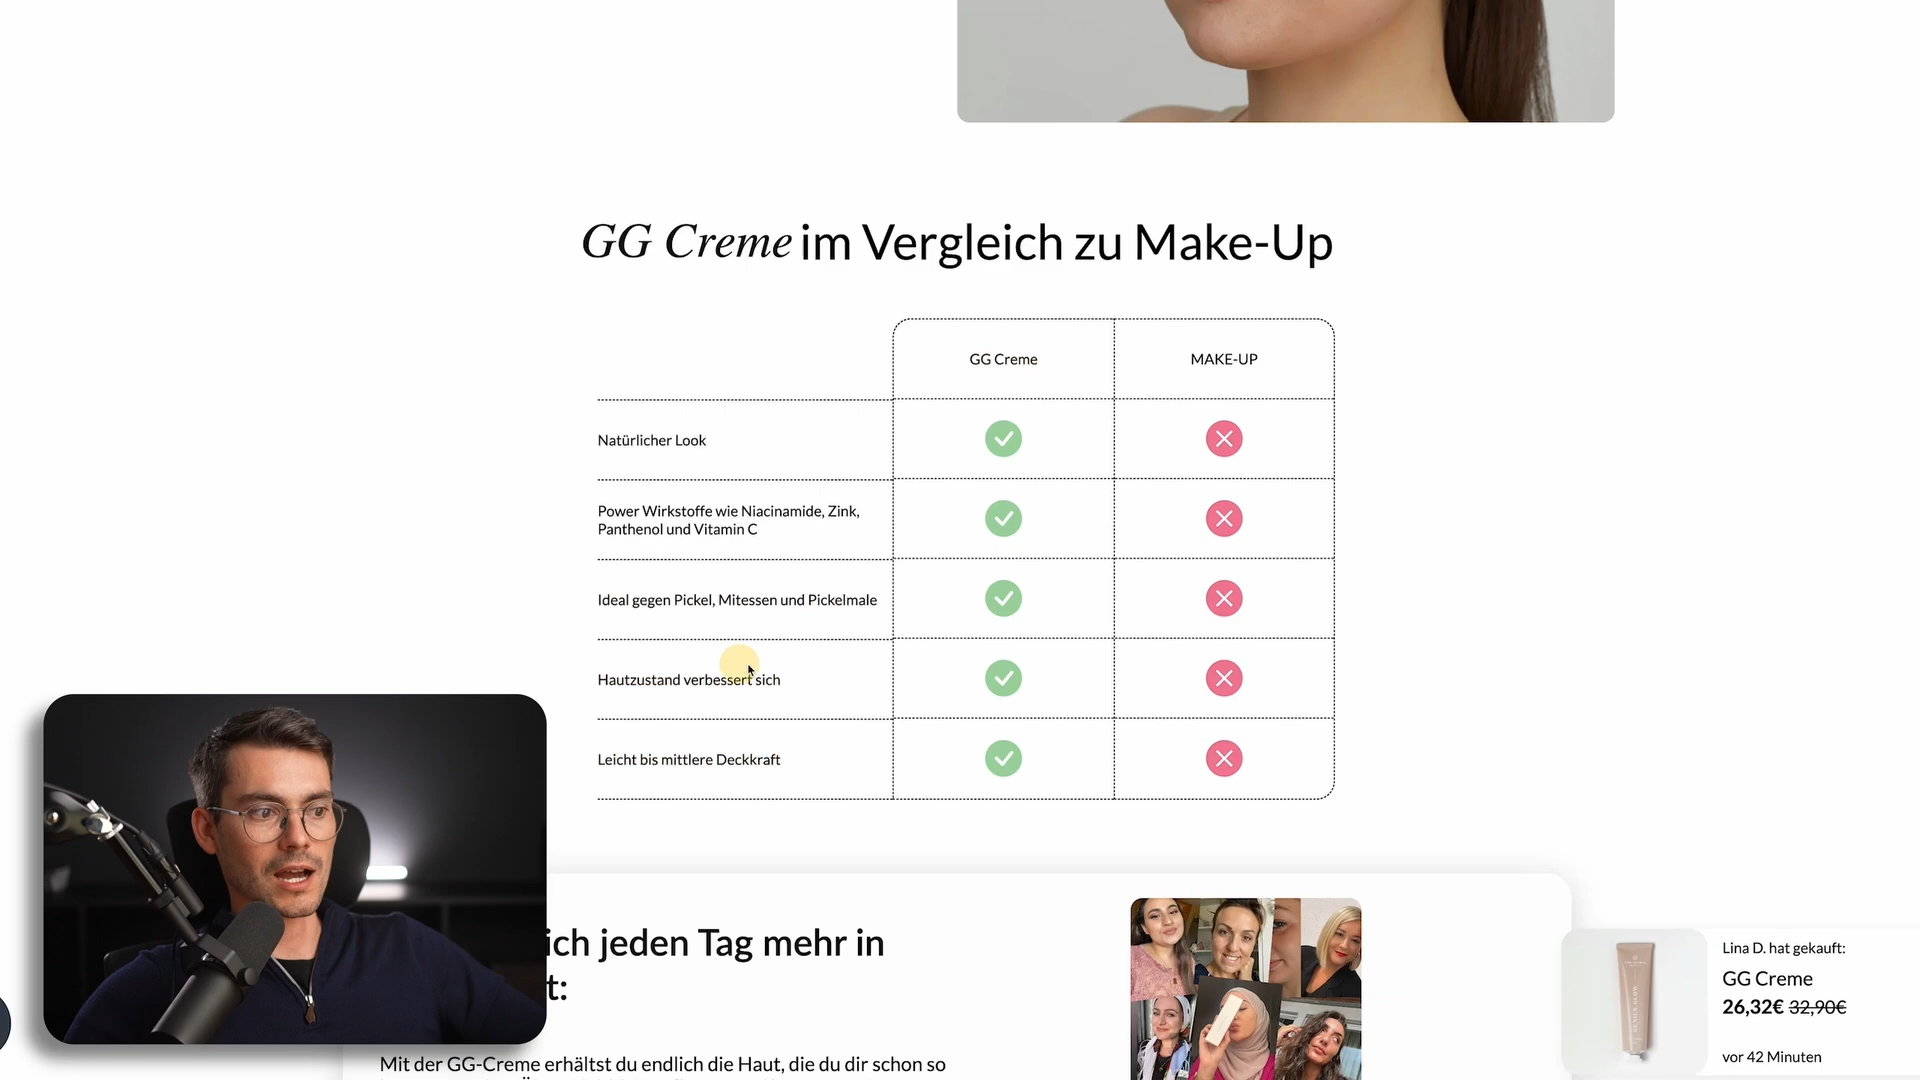 GG Creme im Vergleich zu Make-Up
GG Creme
MAKE-UP
Natürlicher Look
Power Wirkstoffe wie Niacinamide, Zink,
Panthenol und Vitamin C
Ideal gegen Pickel, Mitessen und Pickelmale
Hautzustand verbessert sich
Leicht bis mittlere Deckkraft
ich jeden Tag mehr in
t:
Mit der GG-Creme erhältst du endlich die Haut, die du dir schon so
Lina D. hat gekauft:
GG Creme
26,32€ 32,90€
vor 42 Minuten